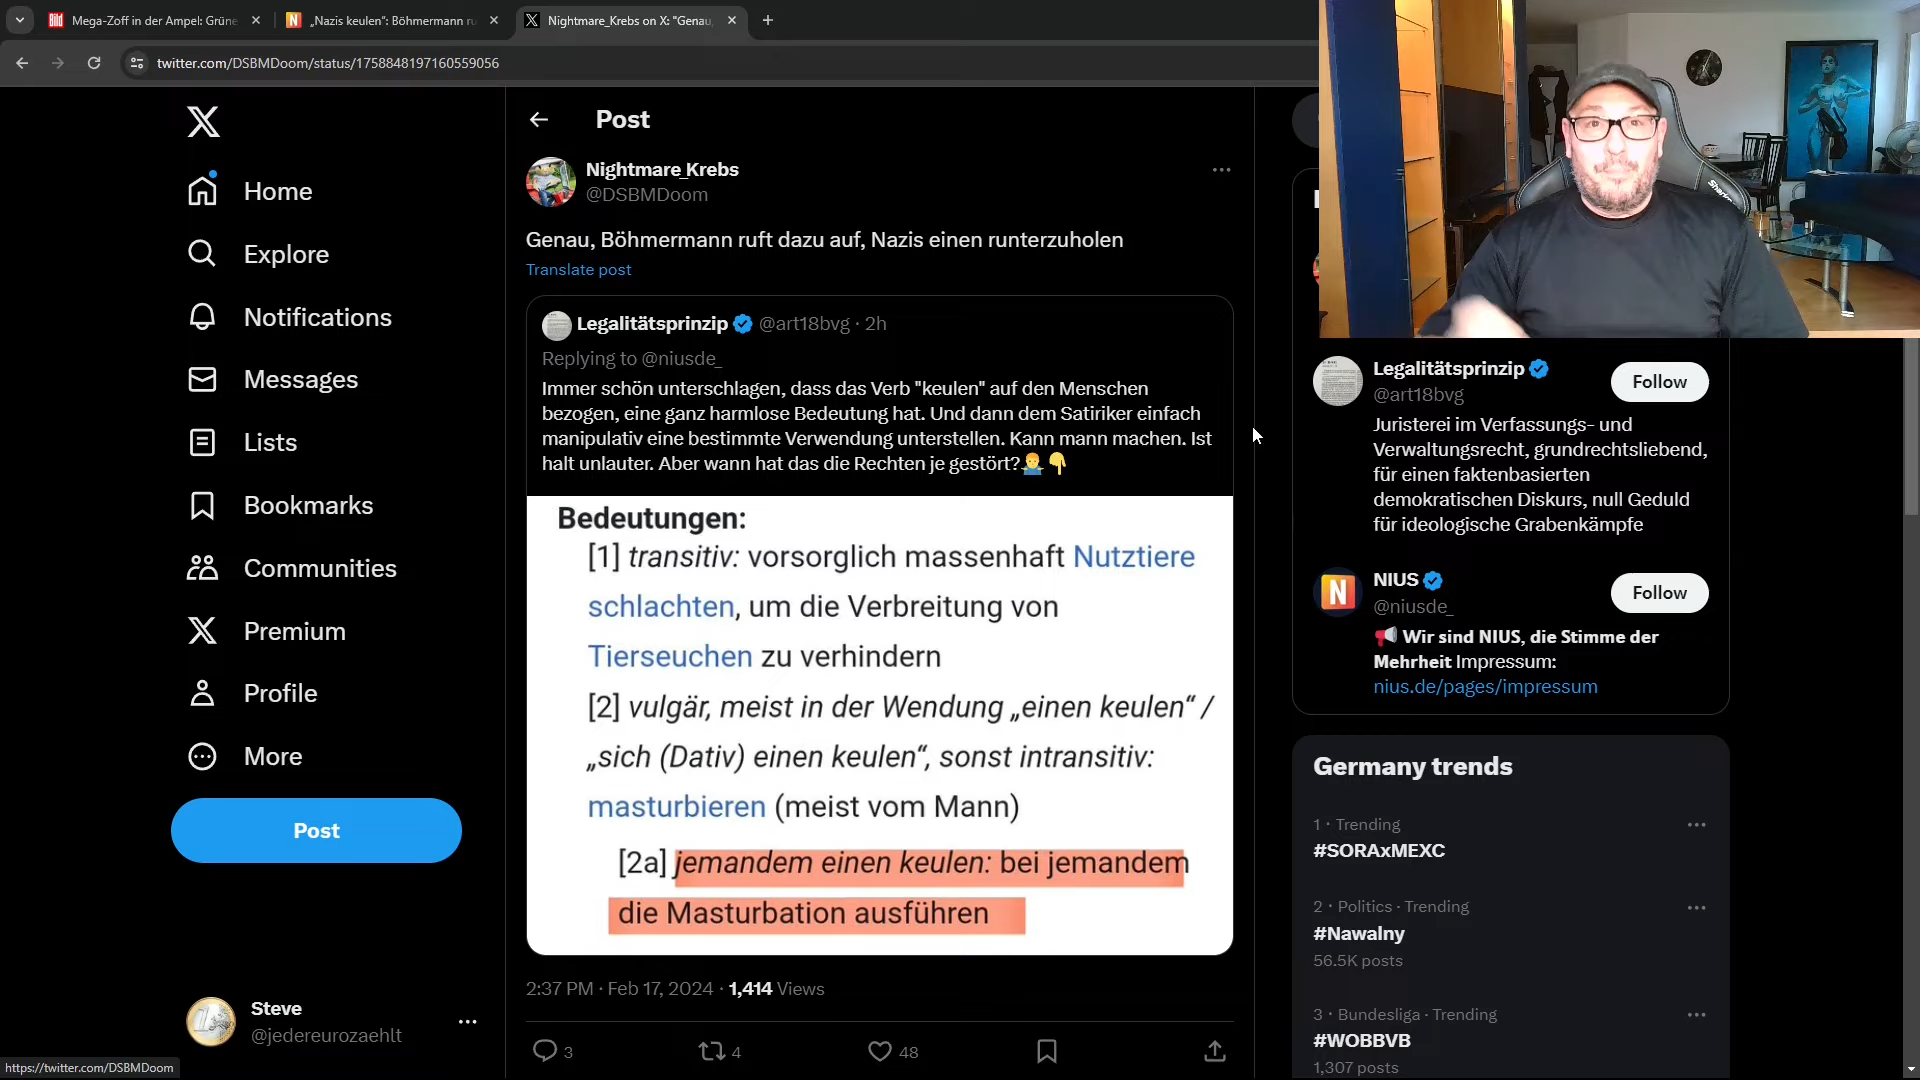 Mega-Zoff in der Ampel: Grüne
„Nazis keulen“: Böhmermann ru
Nightmare_Krebs on X: "Genau,
twitter.com/DSBMDoom/status/1758848197160559056
Home
Explore
Notifications
Messages
Lists
Bookmarks
Communities
Premium
Profile
More
Post
Steve
@jedereurozaehlt
https://twitter.com/DSBMDoom
Post
Nightmare_Krebs
@DSBMDoom
Genau, Böhmermann ruft dazu auf, Nazis einen runterzuholen
Translate post
Legalitätsprinzip @art18bvg · 2h
Replying to @niusde_
Immer schön unterschlagen, dass das Verb "keulen" auf den Menschen
bezogen, eine ganz harmlose Bedeutung hat. Und dann dem Satiriker einfach
manipulativ eine bestimmte Verwendung unterstellen. Kann mann machen. Ist
halt unlauter. Aber wann hat das die Rechten je gestört?🤷‍♂️👇
Bedeutungen:
[1] transitiv: vorsorglich massenhaft Nutztiere
schlachten, um die Verbreitung von
Tierseuchen zu verhindern
[2] vulgär, meist in der Wendung „einen keulen“ /
„sich (Dativ) einen keulen“, sonst intransitiv:
masturbieren (meist vom Mann)
[2a] jemandem einen keulen: bei jemandem
die Masturbation ausführen
2:37 PM · Feb 17, 2024 · 1,414 Views
3
4
48
Legalitätsprinzip
@art18bvg
Follow
Juristerei im Verfassungs- und
Verwaltungsrecht, grundrechtsliebend,
für einen faktenbasierten
demokratischen Diskurs, null Geduld
für ideologische Grabenkämpfe
NIUS
@niusde_
Follow
📢 Wir sind NIUS, die Stimme der
Mehrheit Impressum:
nius.de/pages/impressum
Germany trends
1 · Trending
#SORAxMEXC
2 · Politics · Trending
#Nawalny
56.5K posts
3 · Bundesliga · Trending
#WOBBVB
1,307 posts